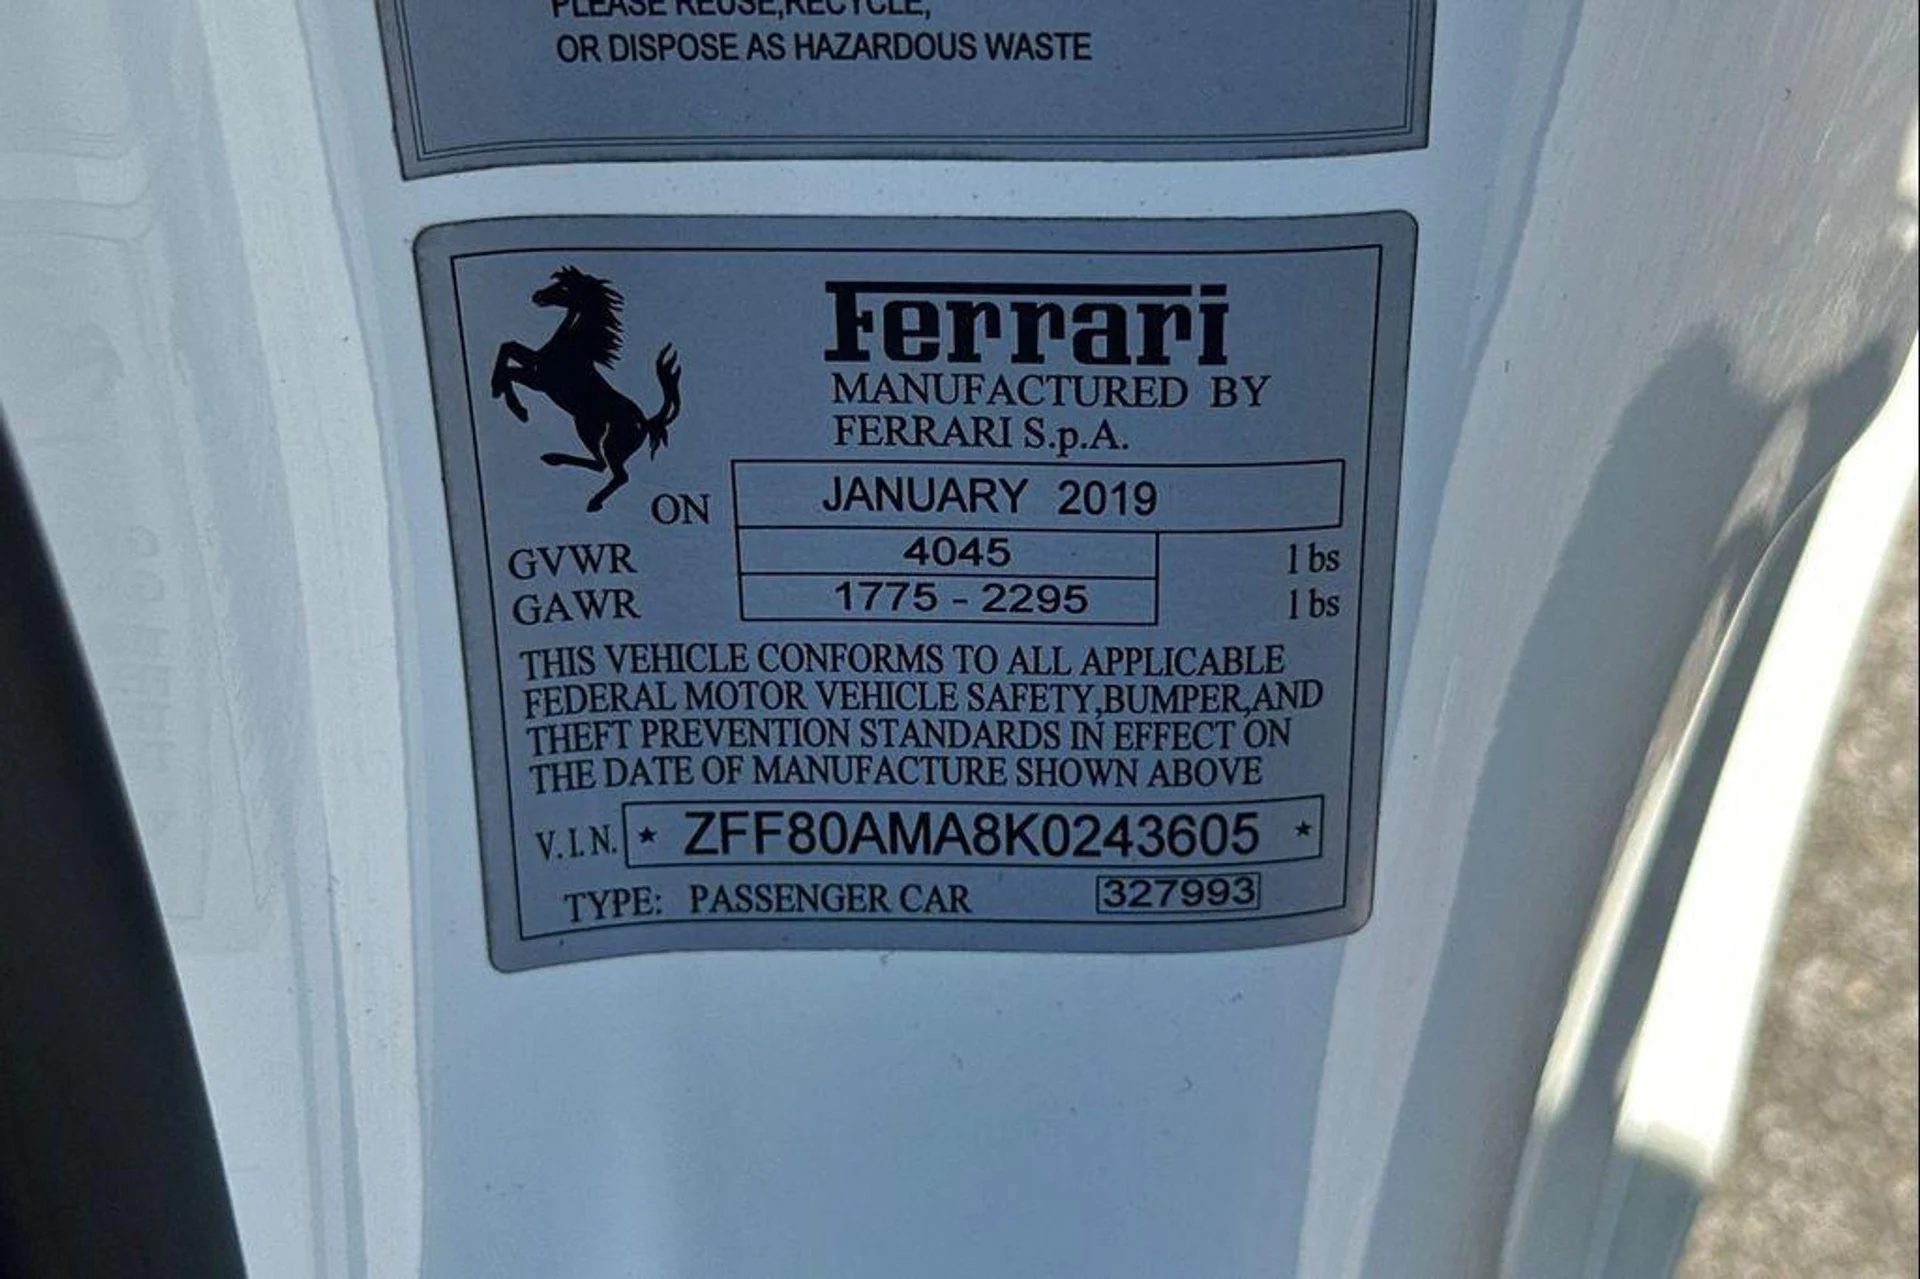 PLEASE REUSE,RECYCLE,
OR DISPOSE AS HAZARDOUS WASTE
Ferrari
MANUFACTURED BY
FERRARI S.p.A.
ON JANUARY 2019
GVWR 4045 lbs
GAWR 1775 - 2295 lbs
THIS VEHICLE CONFORMS TO ALL APPLICABLE
FEDERAL MOTOR VEHICLE SAFETY,BUMPER,AND
THEFT PREVENTION STANDARDS IN EFFECT ON
THE DATE OF MANUFACTURE SHOWN ABOVE
V.I.N. * ZFF80AMA8K0243605 *
TYPE: PASSENGER CAR 327993